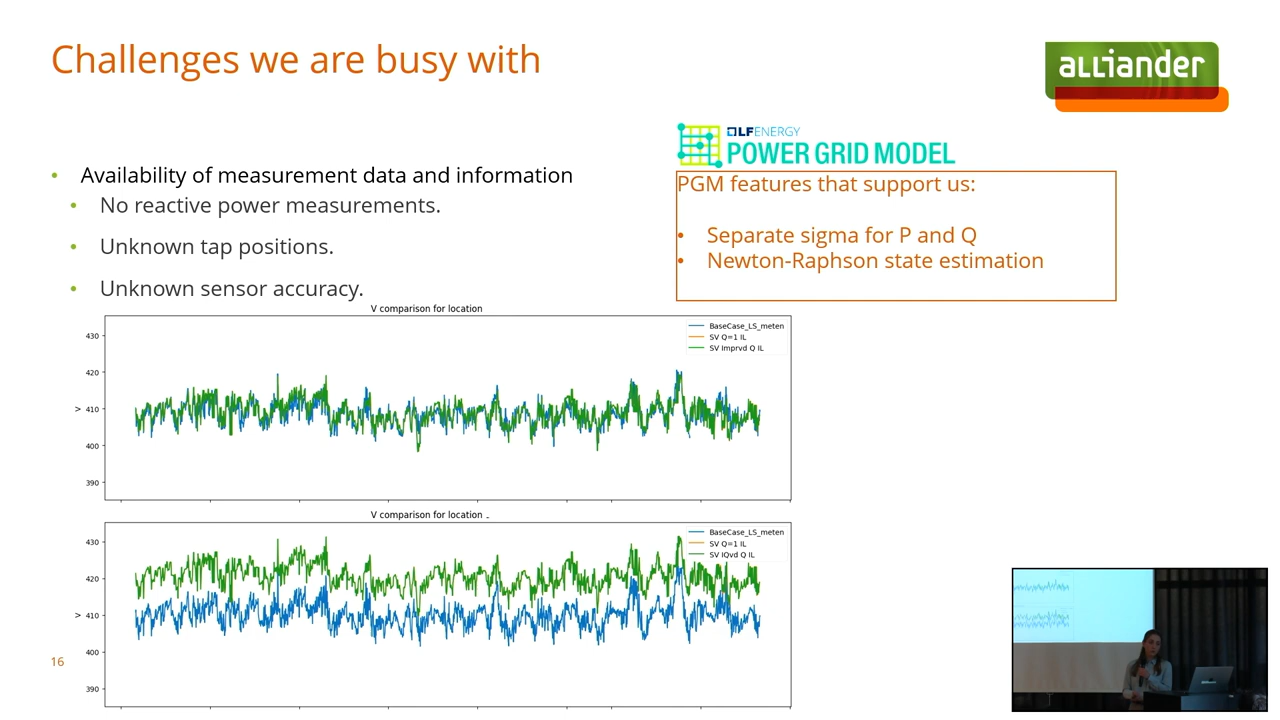 Challenges we are busy with
alliander
• Availability of measurement data and information
• No reactive power measurements.
• Unknown tap positions.
• Unknown sensor accuracy.
LFENERGY
POWER GRID MODEL
PGM features that support us:
• Separate sigma for P and Q
• Newton-Raphson state estimation
V comparison for location
BaseCase_LS_meten
SV Q=1 IL
SV Imprvd Q IL
430
420
410
400
390
V
V comparison for location
BaseCase_LS_meten
SV Q=1 IL
SV IQvd Q IL
430
420
410
400
390
V
16